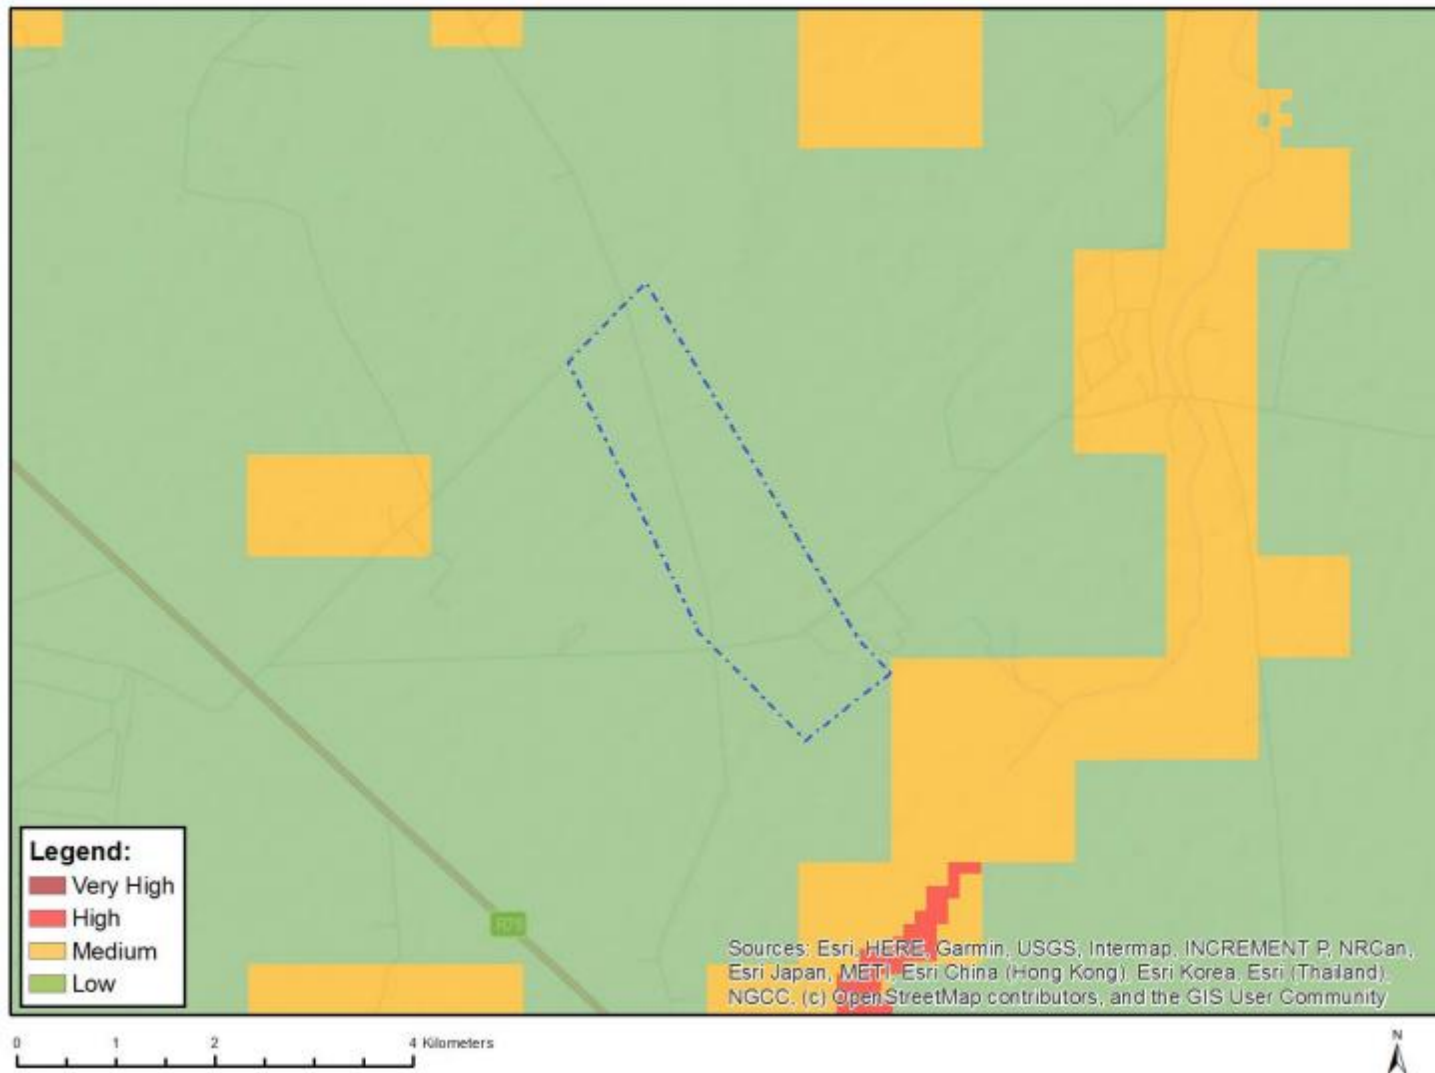 Legend:
Very High
High
Medium
Low
Sources: Esri, HERE, Garmin, USGS, Intermap, INCREMENT P, NRCan,
Esri Japan, METI, Esri China (Hong Kong), Esri Korea, Esri (Thailand),
NGCC, (c) OpenStreetMap contributors, and the GIS User Community
0 1 2 4 Kilometers
N